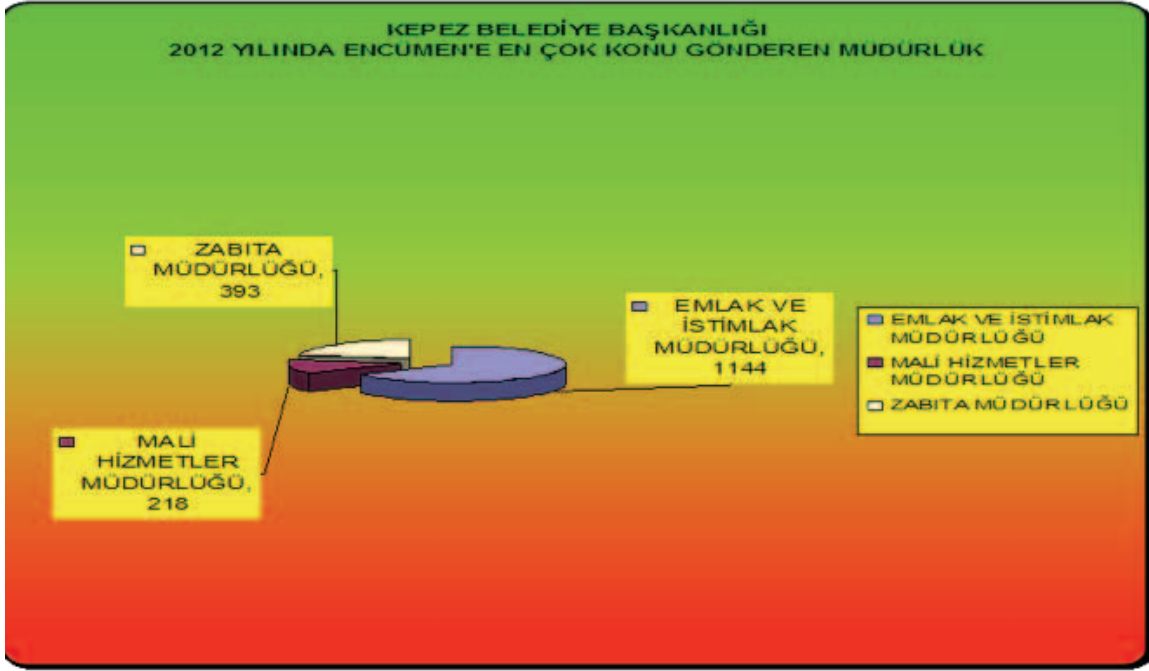 KEPEZ BELEDİYE BAŞKANLIĞI
2012 YILINDA ENCÜMEN'E EN ÇOK KONU GÖNDEREN MÜDÜRLÜK
ZABITA
MÜDÜRLÜĞÜ,
393
EMLAK VE
İSTİMLAK
MÜDÜRLÜĞÜ,
1144
EMLAK VE İSTİMLAK
MÜDÜRLÜĞÜ
MALİ HİZMETLER
MÜDÜRLÜĞÜ
ZABITA MÜDÜRLÜĞÜ
MALİ
HİZMETLER
MÜDÜRLÜĞÜ,
218